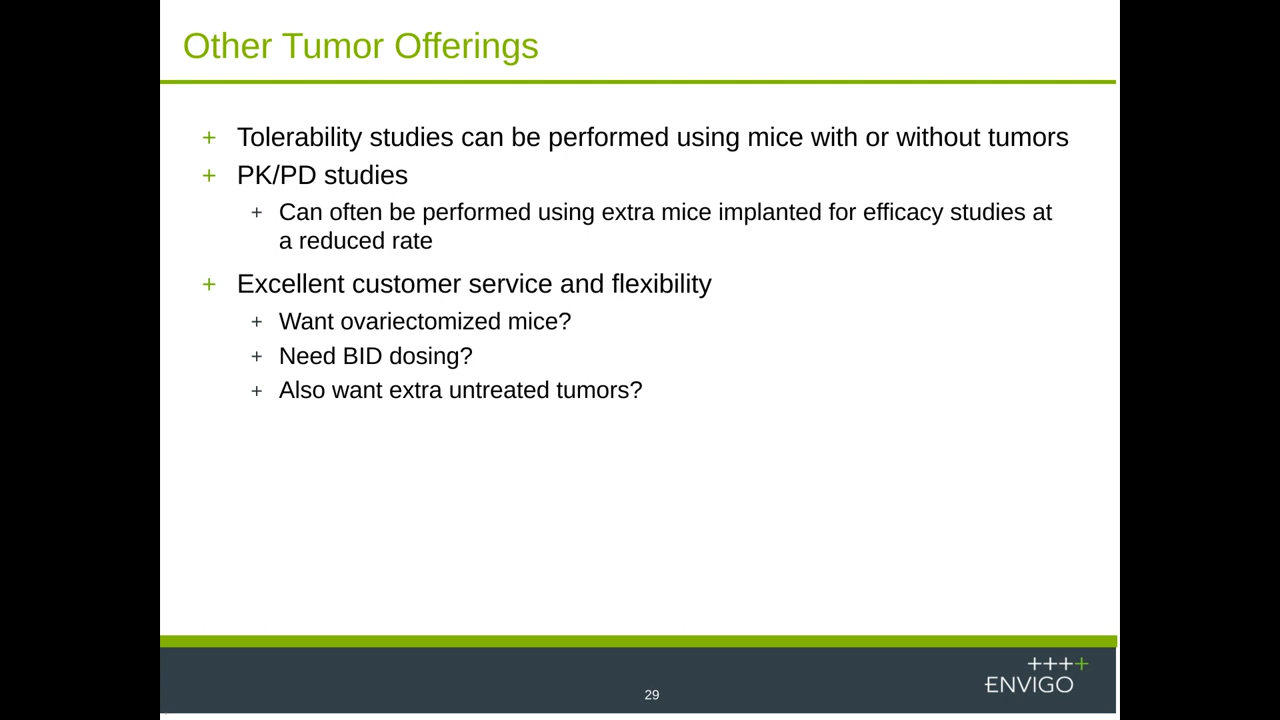 Other Tumor Offerings
+ Tolerability studies can be performed using mice with or without tumors
+ PK/PD studies
+ Can often be performed using extra mice implanted for efficacy studies at
a reduced rate
+ Excellent customer service and flexibility
+ Want ovariectomized mice?
+ Need BID dosing?
+ Also want extra untreated tumors?
29
++++
ENVIGO